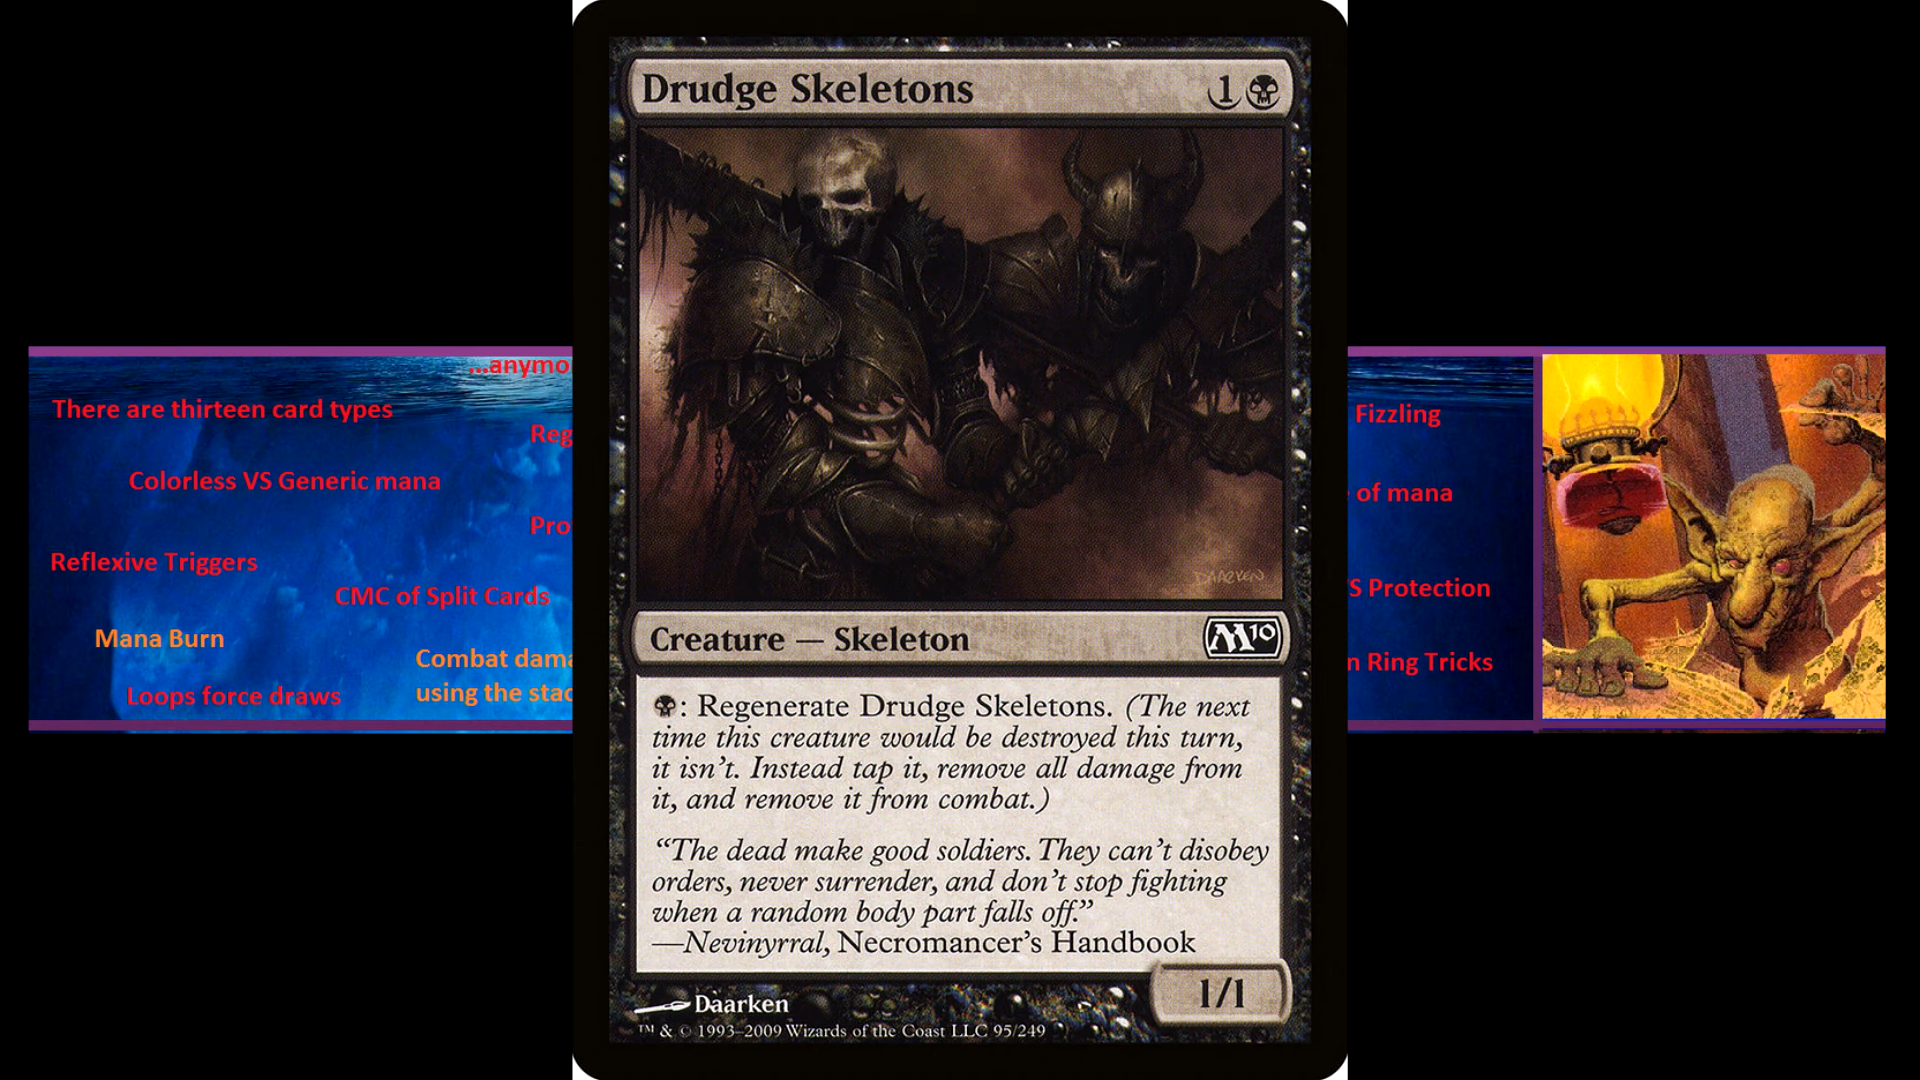 Drudge Skeletons 1
DAARKEN
Creature — Skeleton M10
: Regenerate Drudge Skeletons. (The next
time this creature would be destroyed this turn,
it isn't. Instead tap it, remove all damage from
it, and remove it from combat.)
“The dead make good soldiers. They can't disobey
orders, never surrender, and don't stop fighting
when a random body part falls off.”
—Nevinyrral, Necromancer's Handbook
1/1
Daarken
™ & © 1993–2009 Wizards of the Coast LLC 95/249
...anymo
There are thirteen card types
Reg
Colorless VS Generic mana
Pro
Reflexive Triggers
CMC of Split Cards
Mana Burn
Combat dama
using the stac
Loops force draws
Fizzling
of mana
S Protection
n Ring Tricks